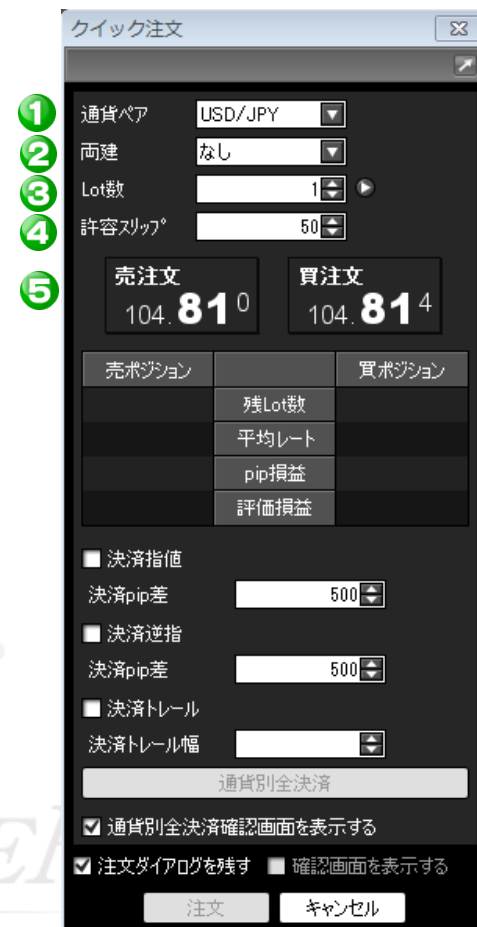 クイック注文
1 通貨ペア USD/JPY
2 両建 なし
3 Lot数 1
4 許容スリップ 50
5
売注文 買注文
104.810 104.814
売ポジション 買ポジション
残Lot数
平均レート
pip損益
評価損益
決済指値
決済pip差 500
決済逆指
決済pip差 500
決済トレール
決済トレール幅
通貨別全決済
通貨別全決済確認画面を表示する
注文ダイアログを残す 確認画面を表示する
注文 キャンセル